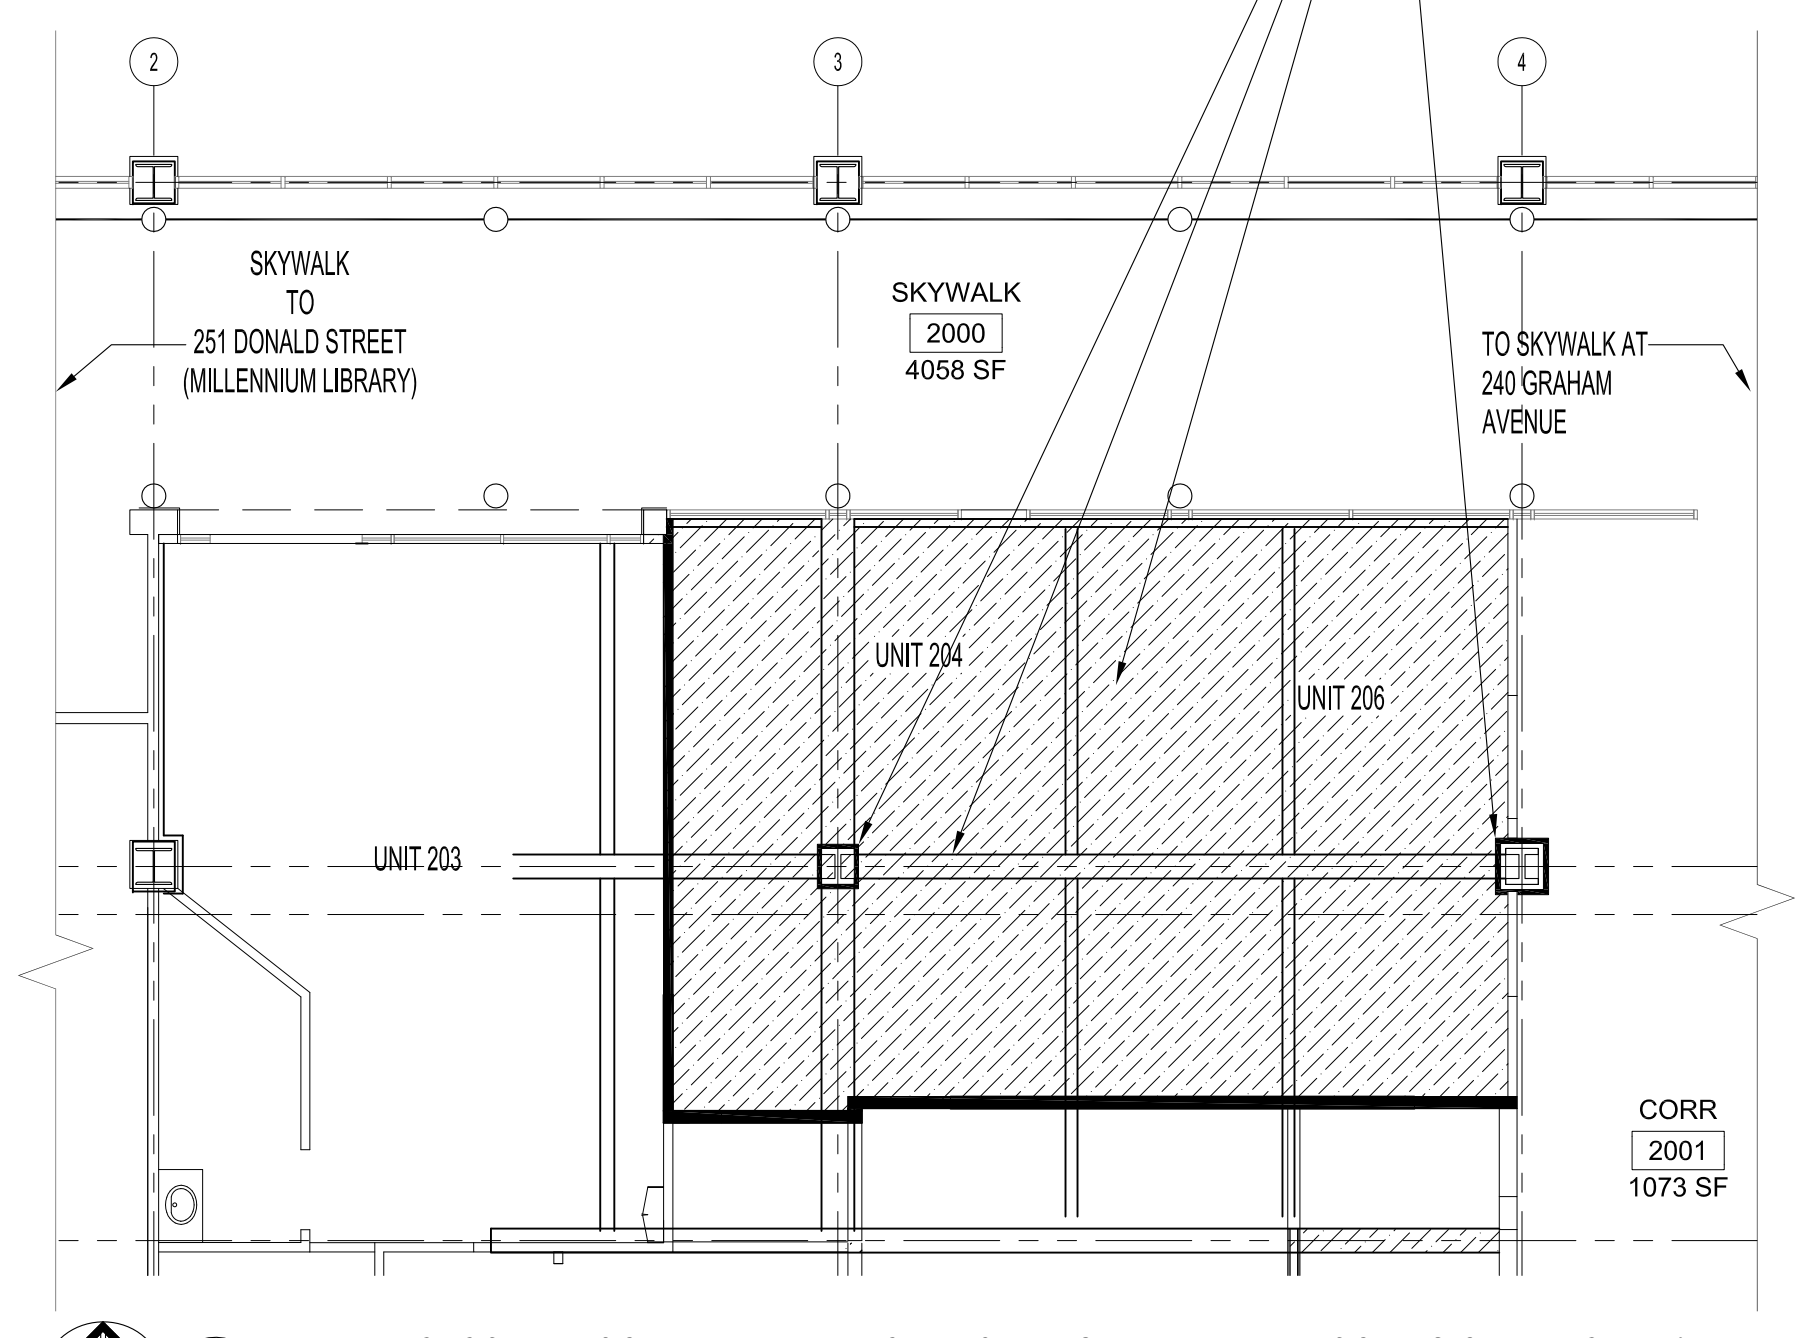 2
3
4
SKYWALK
TO
251 DONALD STREET
(MILLENNIUM LIBRARY)
SKYWALK
2000
4058 SF
TO SKYWALK AT
240 GRAHAM
AVENUE
UNIT 204
UNIT 206
UNIT 203
CORR
2001
1073 SF